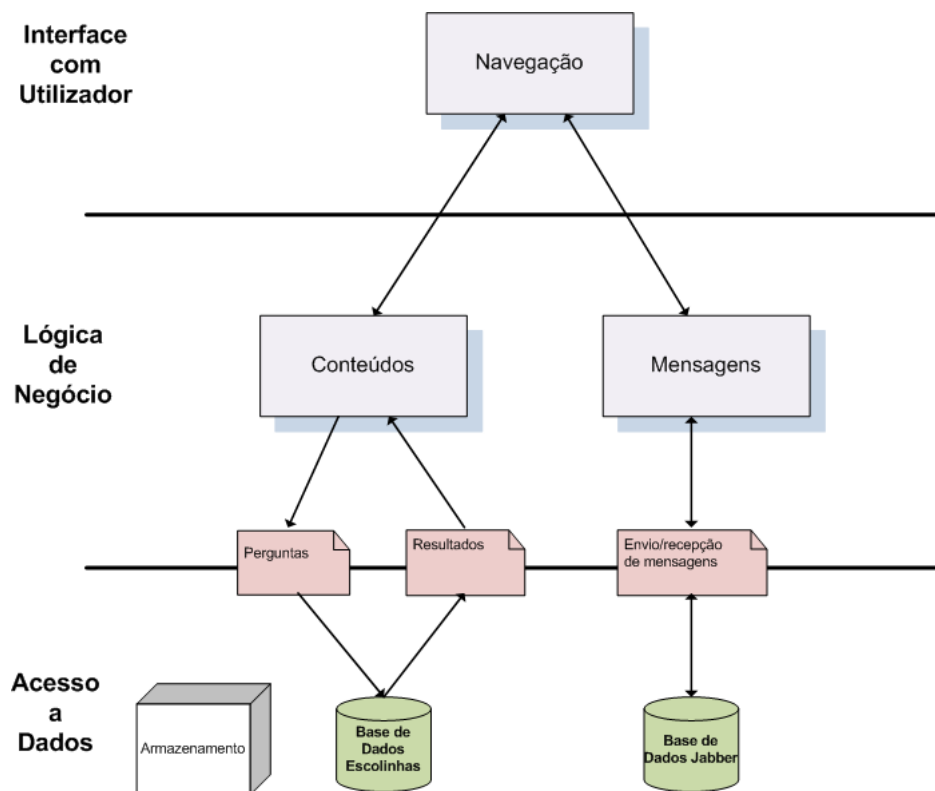 Interface
com
Utilizador
Navegação
Lógica
de
Negócio
Conteúdos
Mensagens
Perguntas
Resultados
Envio/recepção
de mensagens
Acesso
a
Dados
Armazenamento
Base de
Dados
Escolinhas
Base de
Dados Jabber